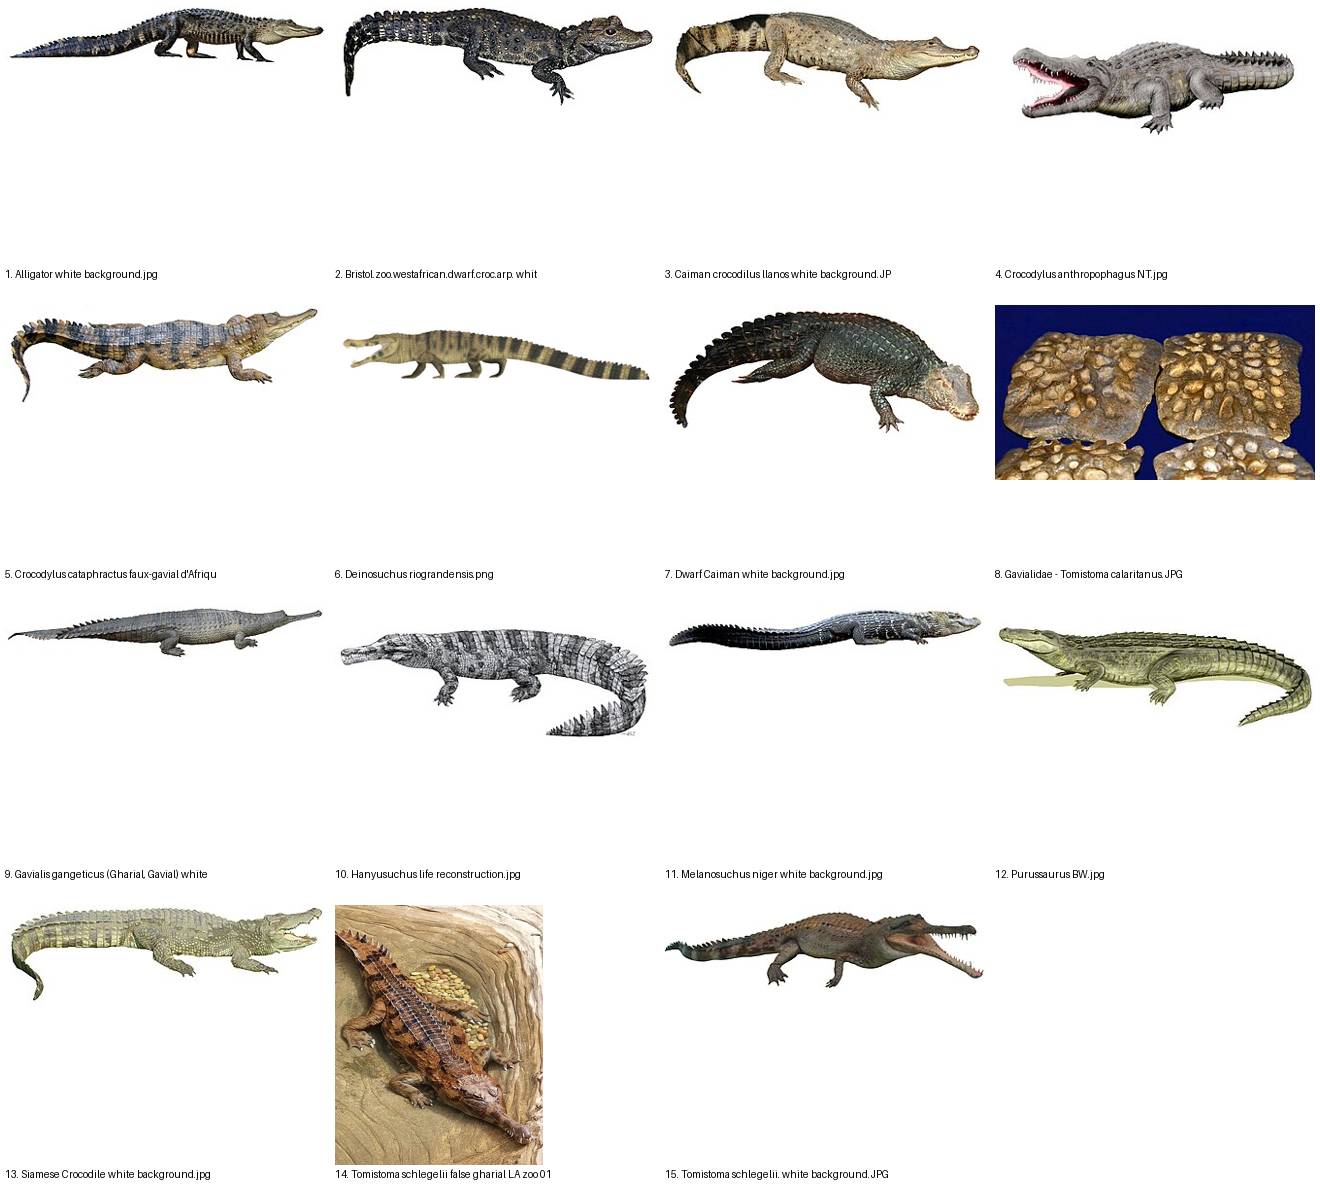 1. Alligator white background.jpg
2. Bristol.zoo.westafrican.dwarf.croc.arp. whit
3. Caiman crocodilus llanos white background.JP
4. Crocodylus anthropophagus NT.jpg
5. Crocodylus cataphractus faux-gavial d'Afriqu
6. Deinosuchus riograndensis.png
7. Dwarf Caiman white background.jpg
8. Gavialidae - Tomistoma calaritanus.JPG
9. Gavialis gangeticus (Gharial, Gavial) white
10. Hanyusuchus life reconstruction.jpg
11. Melanosuchus niger white background.jpg
12. Purussaurus BW.jpg
13. Siamese Crocodile white background.jpg
14. Tomistoma schlegelii false gharial LA zoo 01
15. Tomistoma schlegelii. white background.JPG